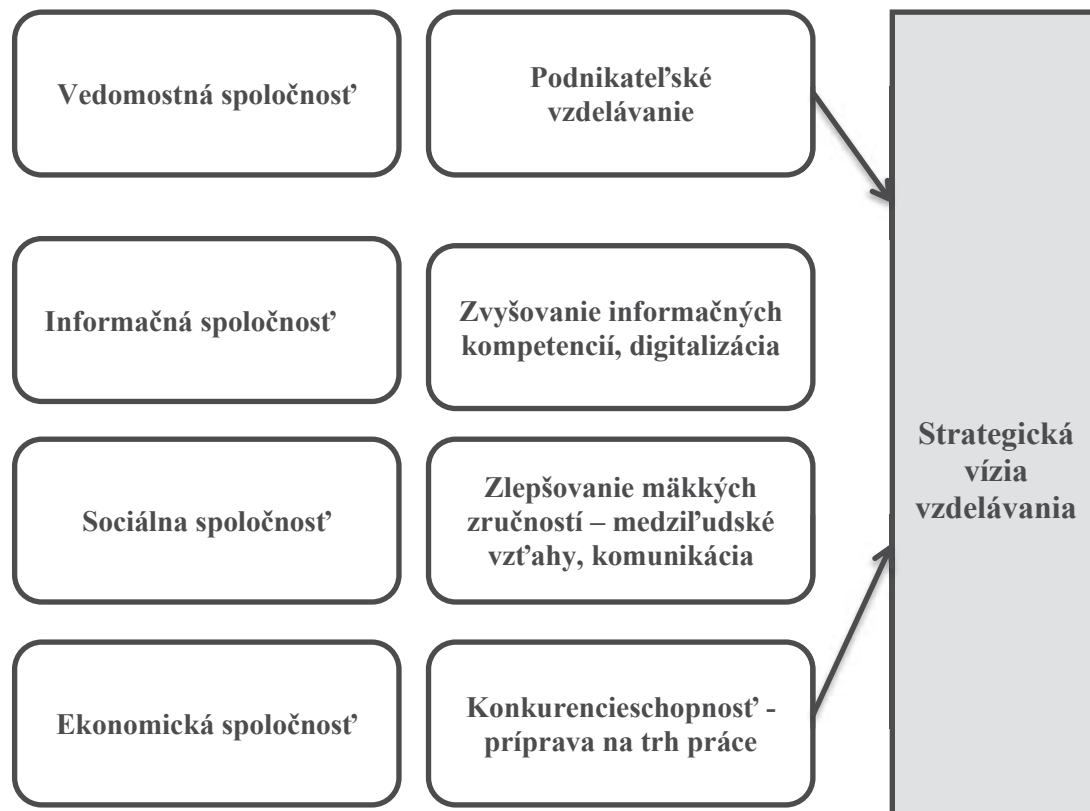 Vedomostná spoločnosť
Podnikateľské
vzdelávanie
Informačná spoločnosť
Zvyšovanie informačných
kompetencií, digitalizácia
Sociálna spoločnosť
Zlepšovanie mäkkých
zručností – medziľudské
vzťahy, komunikácia
Ekonomická spoločnosť
Konkurencieschopnosť -
príprava na trh práce
Strategická
vízia
vzdelávania